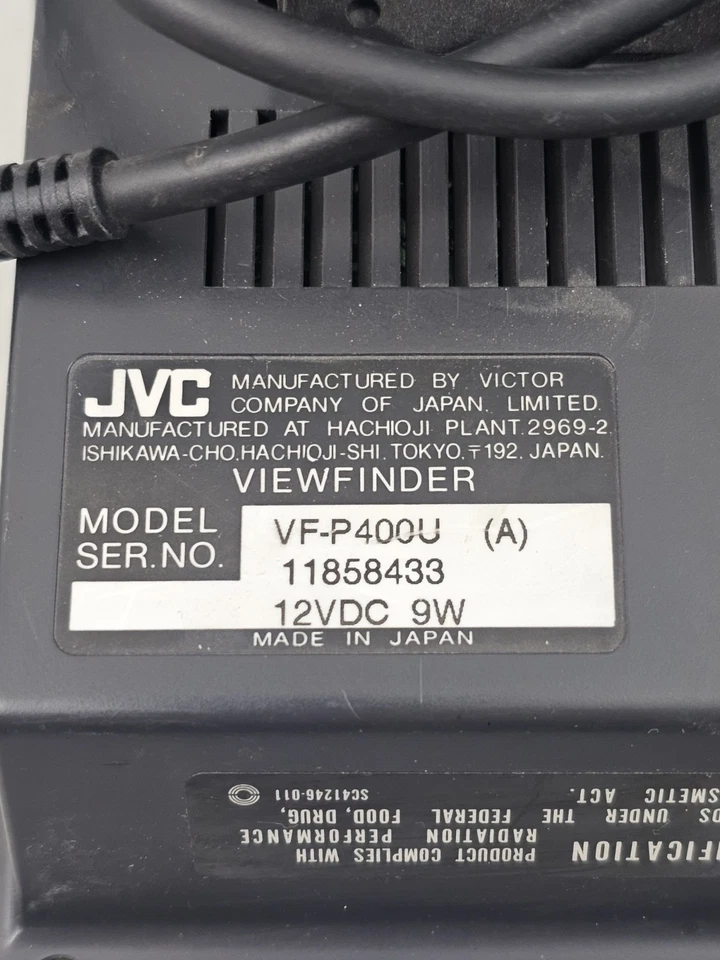 JVC MANUFACTURED BY VICTOR
COMPANY OF JAPAN, LIMITED.
MANUFACTURED AT HACHIOJI PLANT.2969-2
ISHIKAWA-CHO,HACHIOJI-SHI,TOKYO,〒192, JAPAN.
VIEWFINDER
MODEL VF-P400U (A)
SER.NO. 11858433
12VDC 9W
MADE IN JAPAN
IFICATION PRODUCT COMPLIES WITH
RADIATION PERFORMANCE
DS. UNDER THE FEDERAL FOOD, DRUG,
SMETIC ACT. SC41246-011